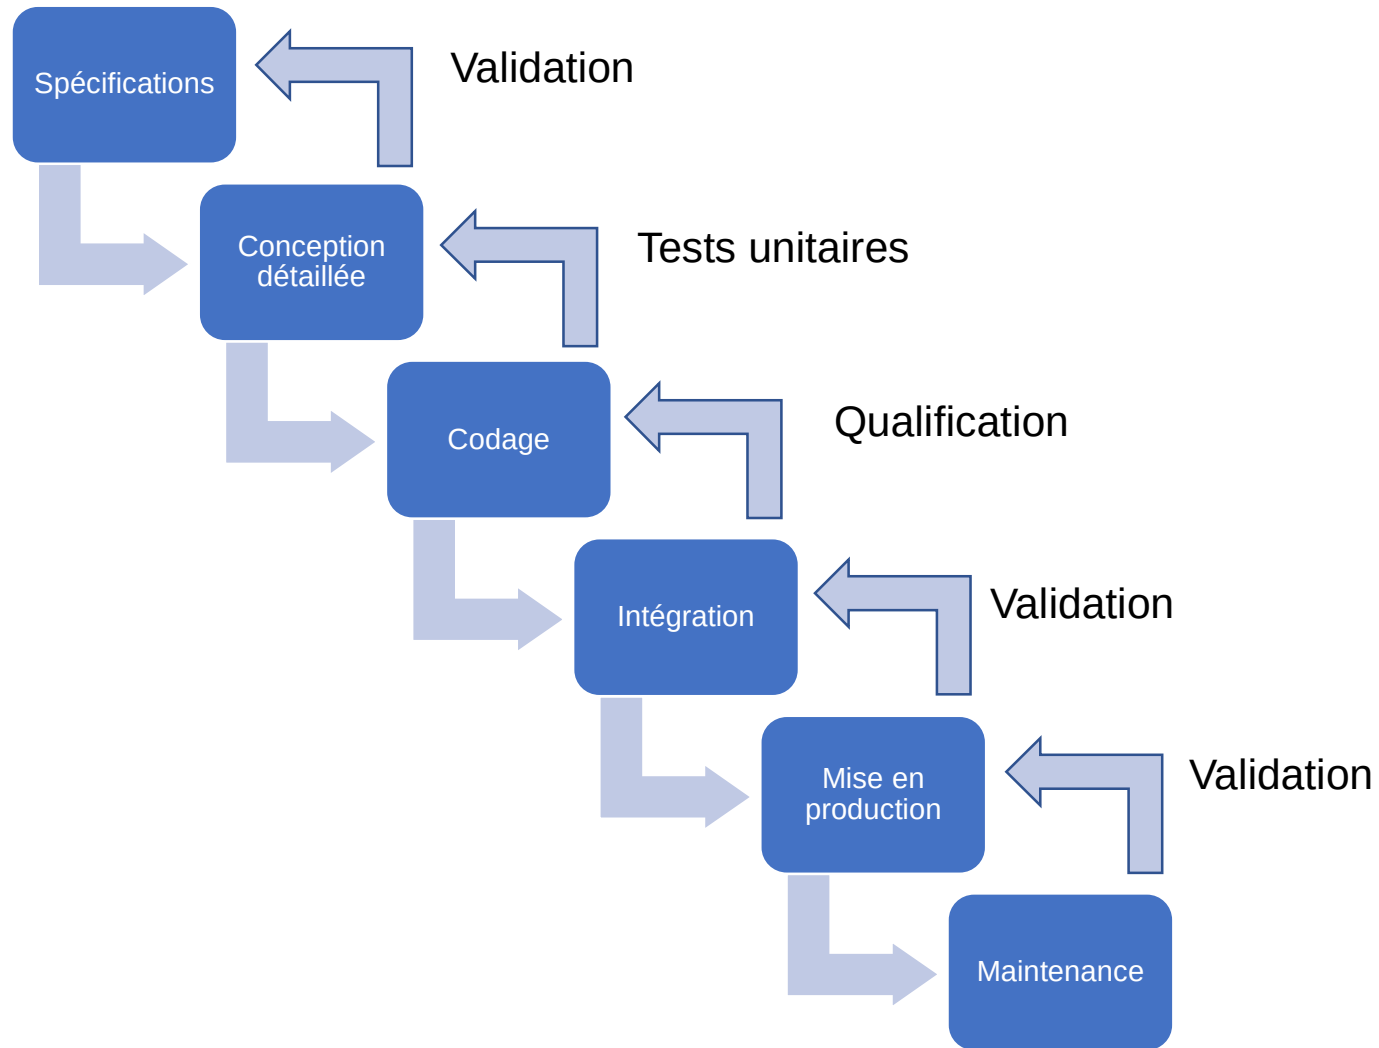 Spécifications
Validation
Conception
détaillée
Tests unitaires
Codage
Qualification
Intégration
Validation
Mise en
production
Validation
Maintenance